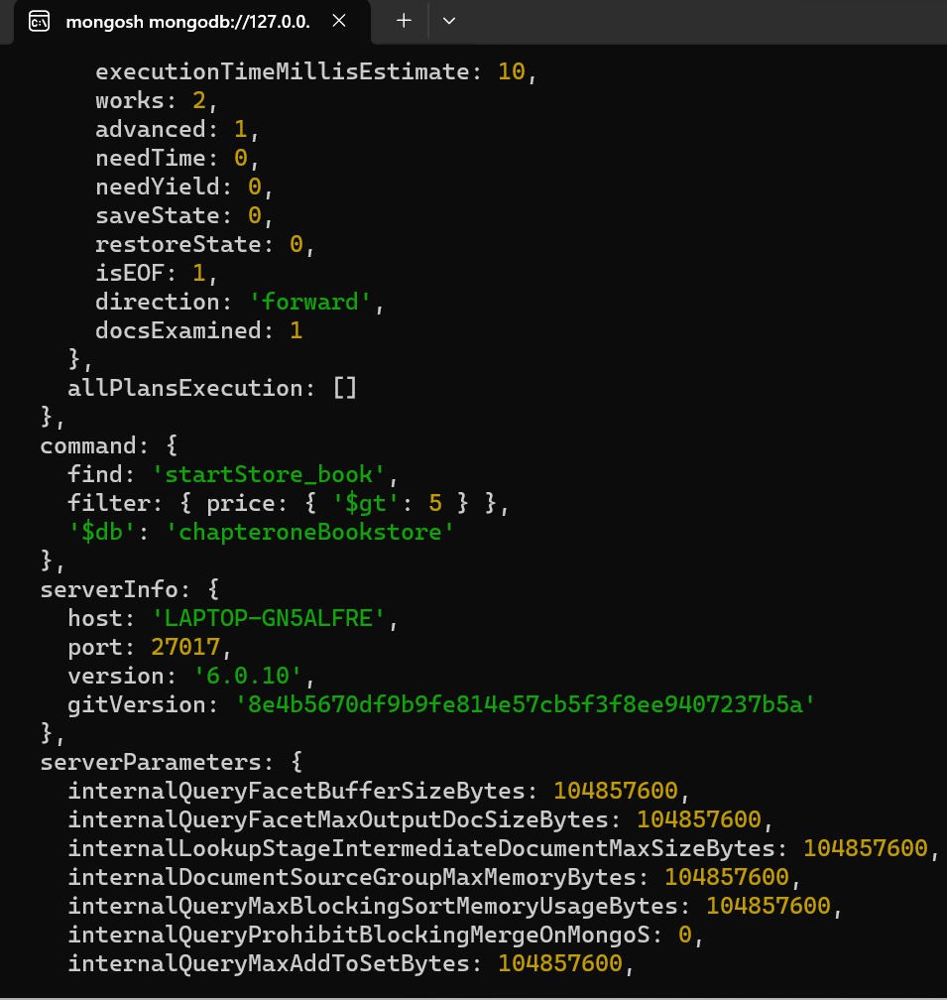 mongosh mongodb://127.0.0.
executionTimeMillisEstimate: 10,
works: 2,
advanced: 1,
needTime: 0,
needYield: 0,
saveState: 0,
restoreState: 0,
isEOF: 1,
direction: 'forward',
docsExamined: 1
},
allPlansExecution: []
},
command: {
find: 'startStore_book',
filter: { price: { '$gt': 5 } },
'$db': 'chapteroneBookstore'
},
serverInfo: {
host: 'LAPTOP-GN5ALFRE',
port: 27017,
version: '6.0.10',
gitVersion: '8e4b5670df9b9fe814e57cb5f3f8ee9407237b5a'
},
serverParameters: {
internalQueryFacetBufferSizeBytes: 104857600,
internalQueryFacetMaxOutputDocSizeBytes: 104857600,
internalLookupStageIntermediateDocumentMaxSizeBytes: 104857600,
internalDocumentSourceGroupMaxMemoryBytes: 104857600,
internalQueryMaxBlockingSortMemoryUsageBytes: 104857600,
internalQueryProhibitBlockingMergeOnMongoS: 0,
internalQueryMaxAddToSetBytes: 104857600,